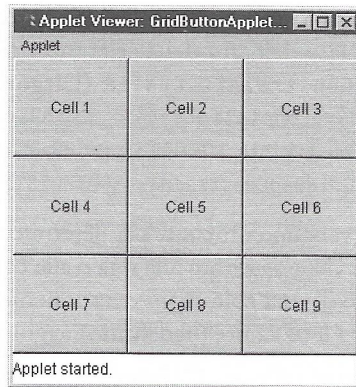 Applet Viewer: GridButtonApplet...
Applet
Cell 1 Cell 2 Cell 3
Cell 4 Cell 5 Cell 6
Cell 7 Cell 8 Cell 9
Applet started.